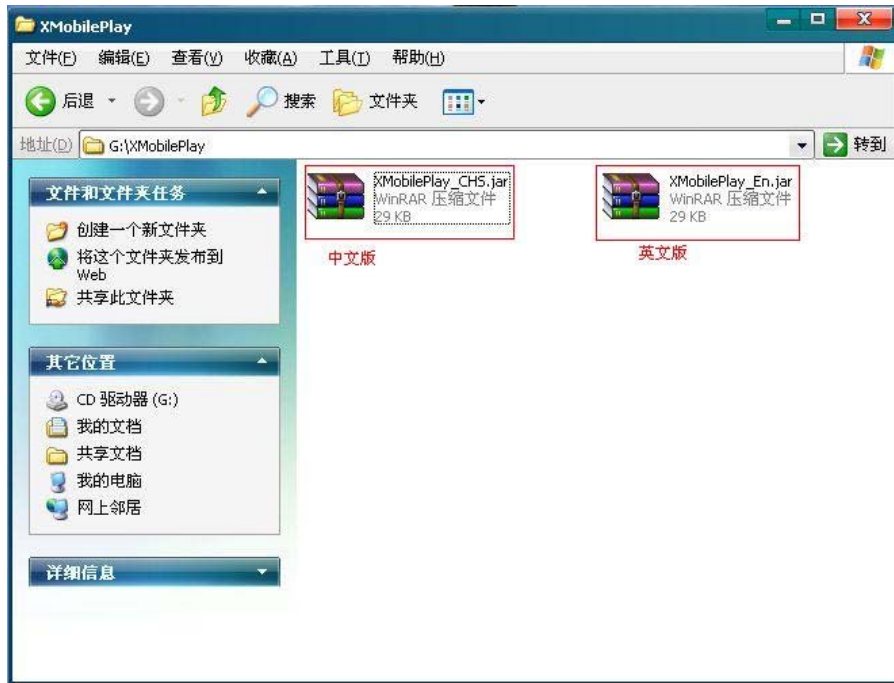 XMobilePlay
文件(F) 编辑(E) 查看(V) 收藏(A) 工具(T) 帮助(H)
后退 搜索 文件夹
地址(D) G:\XMobilePlay 转到
文件和文件夹任务
创建一个新文件夹
将这个文件夹发布到
Web
共享此文件夹
其它位置
CD 驱动器 (G:)
我的文档
共享文档
我的电脑
网上邻居
详细信息
XMobilePlay_CHS.jar
WinRAR 压缩文件
29 KB
中文版
XMobilePlay_En.jar
WinRAR 压缩文件
29 KB
英文版